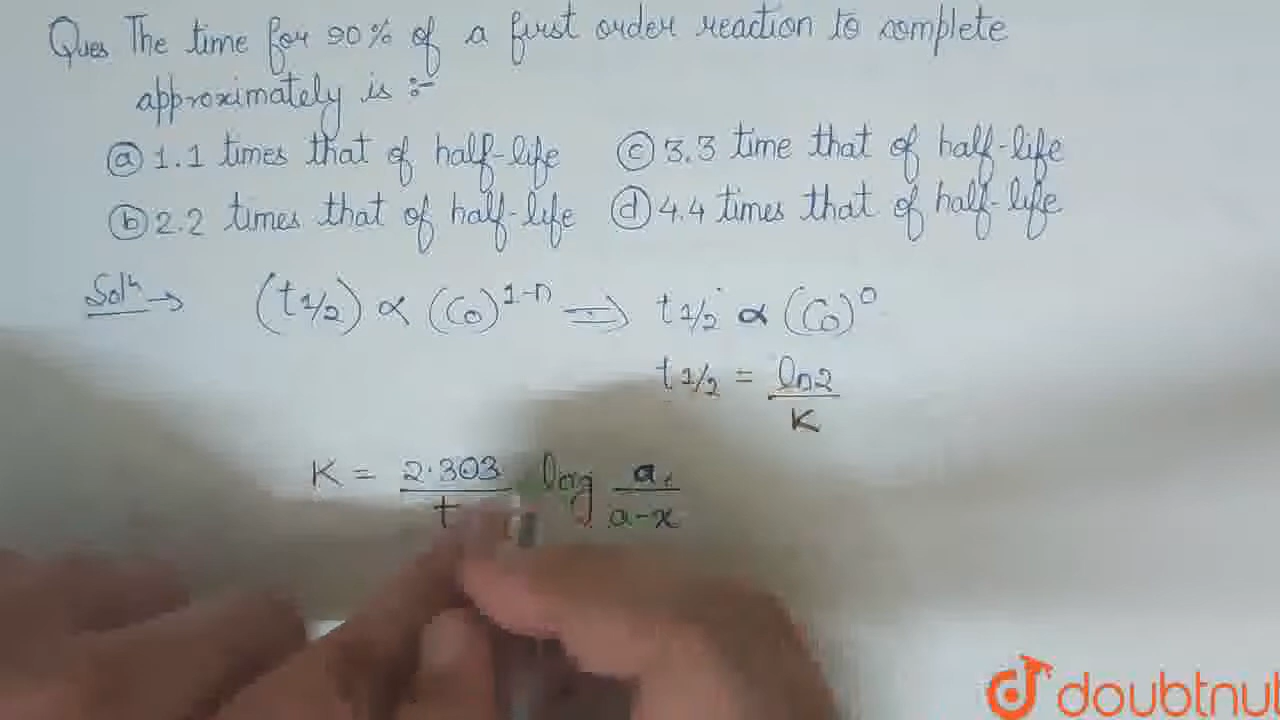 Ques The time for 90% of a first order reaction to complete
approximately is :-
ⓐ 1.1 times that of half-life ⓒ 3.3 time that of half-life
ⓑ 2.2 times that of half-life ⓓ 4.4 times that of half-life
Solⁿ → (t1/2) ∝ (C₀)^1-n ⇒ t1/2 ∝ (C₀)^0
t1/2 = ln2/K
K = 2.303/t log a/a-x
doubtnut